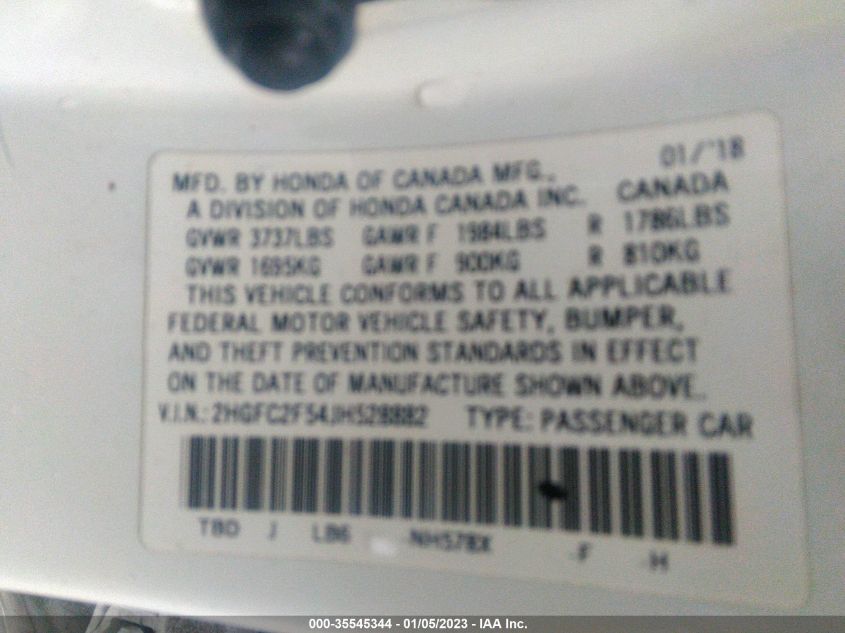 01/'18
MFD. BY HONDA OF CANADA MFG.,
A DIVISION OF HONDA CANADA INC. CANADA
GVWR 3737LBS GAWR F 1984LBS R 1786LBS
GVWR 1695KG GAWR F 900KG R 810KG
THIS VEHICLE CONFORMS TO ALL APPLICABLE
FEDERAL MOTOR VEHICLE SAFETY, BUMPER,
AND THEFT PREVENTION STANDARDS IN EFFECT
ON THE DATE OF MANUFACTURE SHOWN ABOVE.
V.I.N.: 2HGFC2F54JH528882 TYPE: PASSENGER CAR
TBD J LB6 -NH578X -F -H
000-35545344 - 01/05/2023 - IAA Inc.